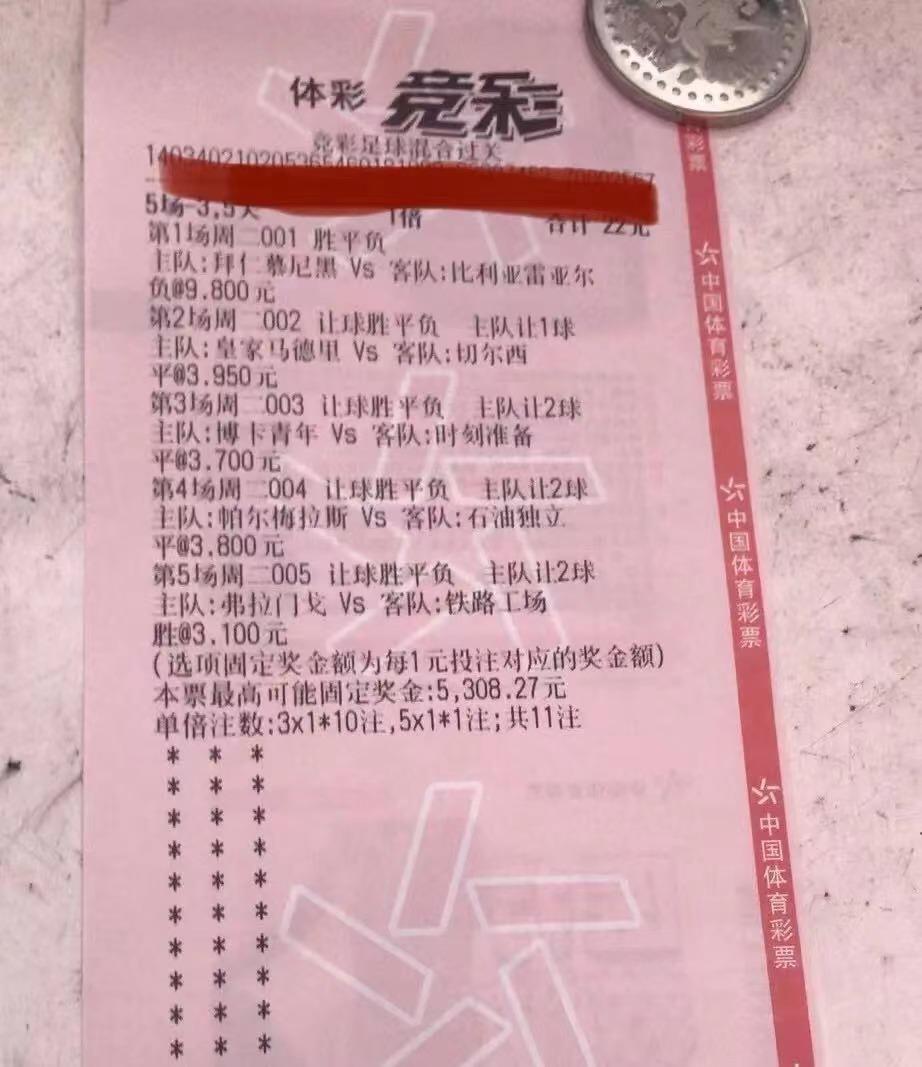 体彩 竞彩
竞彩足球混合过关
5场-3,5关 1倍 合计 22元
第1场周二001 胜平负
主队:拜仁慕尼黑 Vs 客队:比利亚雷亚尔
负@9.800元
第2场周二002 让球胜平负 主队让1球
主队:皇家马德里 Vs 客队:切尔西
平@3.950元
第3场周二003 让球胜平负 主队让2球
主队:博卡青年 Vs 客队:时刻准备
平@3.700元
第4场周二004 让球胜平负 主队让2球
主队:帕尔梅拉斯 Vs 客队:石油独立
平@3.800元
第5场周二005 让球胜平负 主队让2球
主队:弗拉门戈 Vs 客队:铁路工场
胜@3.100元
(选项固定奖金额为每1元投注对应的奖金额)
本票最高可能固定奖金:5,308.27元
单倍注数:3x1*10注,5x1*1注;共11注
* * *
* * *
* * *
* * *
* * *
* * *
* * *
* * *
* * *
* * *
彩票
中国体育彩票
中国体育彩票
中国体育彩票